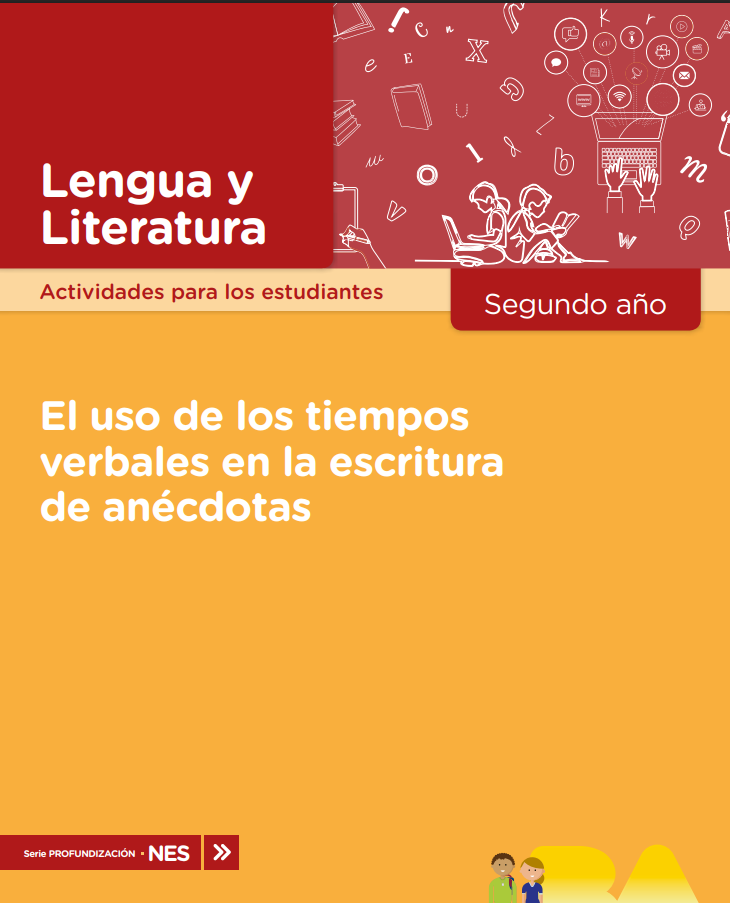 Lengua y
Literatura
Actividades para los estudiantes
Segundo año
El uso de los tiempos
verbales en la escritura
de anécdotas
Serie PROFUNDIZACIÓN · NES
BA